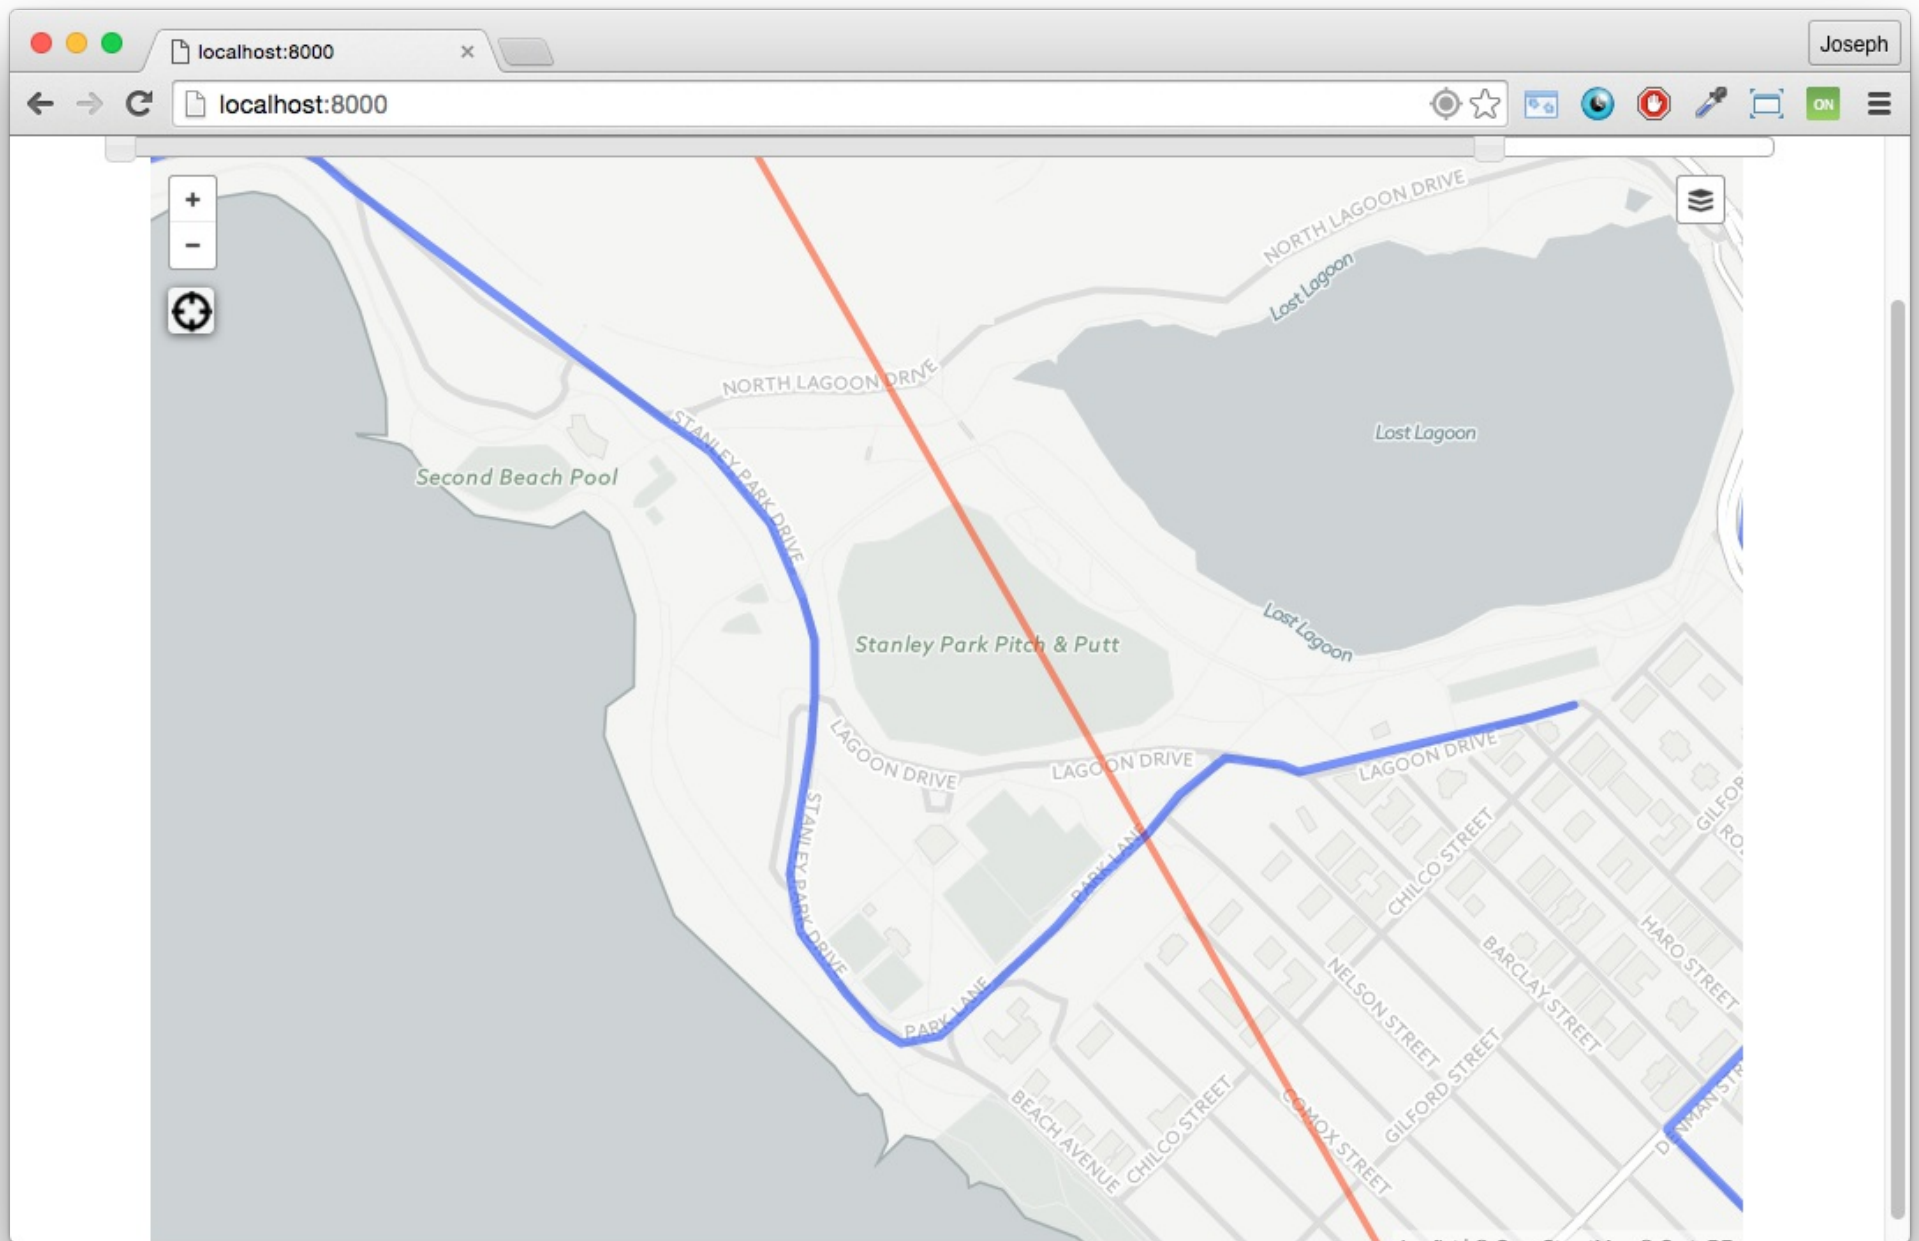 localhost:8000
Joseph
localhost:8000
ON
+
−
NORTH LAGOON DRIVE
Lost Lagoon
NORTH LAGOON DRIVE
Lost Lagoon
STANLEY PARK DRIVE
Second Beach Pool
Lost Lagoon
Stanley Park Pitch & Putt
LAGOON DRIVE
LAGOON DRIVE
LAGOON DRIVE
STANLEY PARK DRIVE
PARK LANE
CHILCO STREET
HARO STREET
BARCLAY STREET
NELSON STREET
PARK LANE
GILFORD STREET
BEACH AVENUE
CHILCO STREET
COMOX STREET